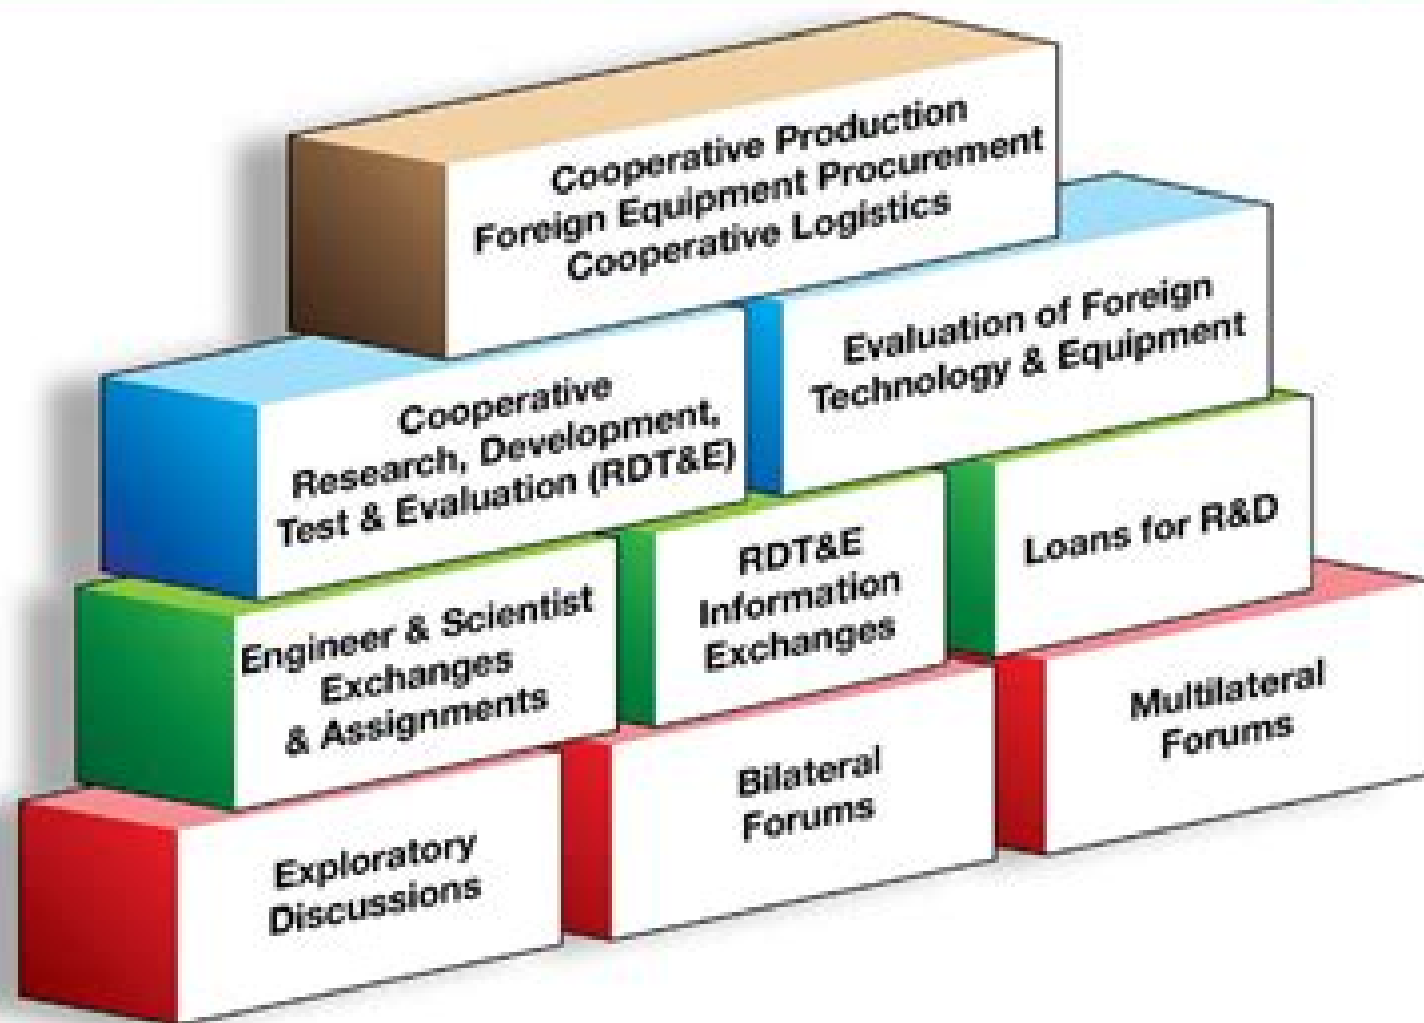 Cooperative Production
Foreign Equipment Procurement
Cooperative Logistics
Cooperative
Research, Development,
Test & Evaluation (RDT&E)
Evaluation of Foreign
Technology & Equipment
Engineer & Scientist
Exchanges
& Assignments
RDT&E
Information
Exchanges
Loans for R&D
Exploratory
Discussions
Bilateral
Forums
Multilateral
Forums